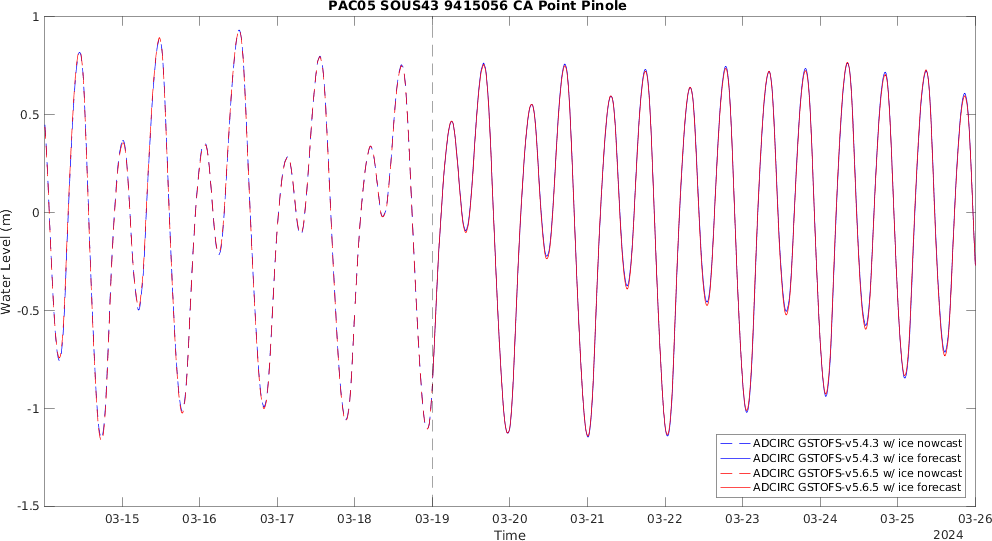 PAC05 SOUS43 9415056 CA Point Pinole
Water Level (m)
1
0.5
0
-0.5
-1
-1.5
ADCIRC GSTOFS-v5.4.3 w/ ice nowcast
ADCIRC GSTOFS-v5.4.3 w/ ice forecast
ADCIRC GSTOFS-v5.6.5 w/ ice nowcast
ADCIRC GSTOFS-v5.6.5 w/ ice forecast
03-15 03-16 03-17 03-18 03-19 03-20 03-21 03-22 03-23 03-24 03-25 03-26
Time
2024